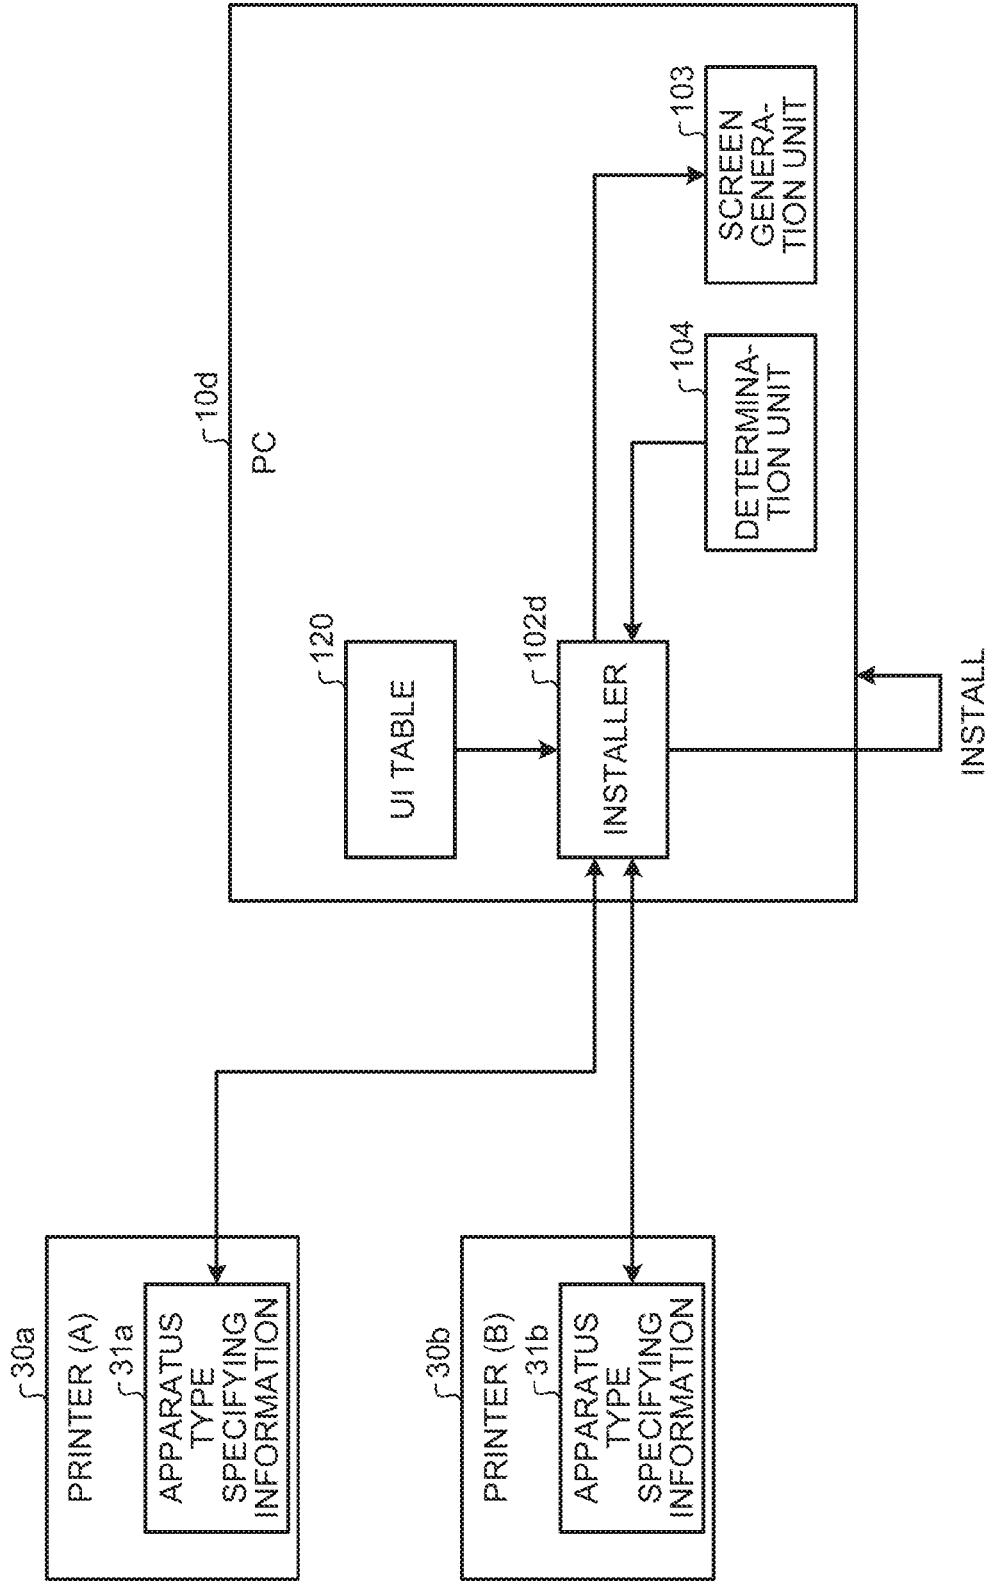 30a
PRINTER (A)
31a
APPARATUS
TYPE
SPECIFYING
INFORMATION
30b
PRINTER (B)
31b
APPARATUS
TYPE
SPECIFYING
INFORMATION
10d
PC
120
UI TABLE
102d
INSTALLER
104
DETERMINA-
TION UNIT
103
SCREEN
GENERA-
TION UNIT
INSTALL